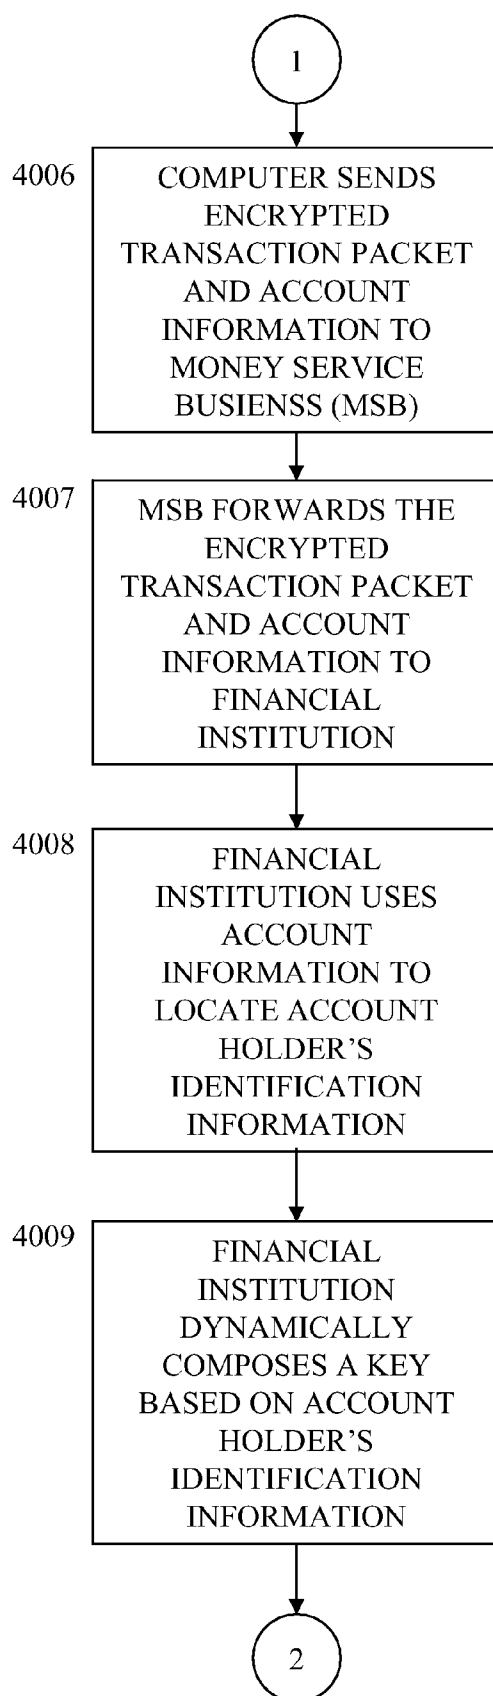 1
4006
COMPUTER SENDS
ENCRYPTED
TRANSACTION PACKET
AND ACCOUNT
INFORMATION TO
MONEY SERVICE
BUSIENSS (MSB)
4007
MSB FORWARDS THE
ENCRYPTED
TRANSACTION PACKET
AND ACCOUNT
INFORMATION TO
FINANCIAL
INSTITUTION
4008
FINANCIAL
INSTITUTION USES
ACCOUNT
INFORMATION TO
LOCATE ACCOUNT
HOLDER’S
IDENTIFICATION
INFORMATION
4009
FINANCIAL
INSTITUTION
DYNAMICALLY
COMPOSES A KEY
BASED ON ACCOUNT
HOLDER’S
IDENTIFICATION
INFORMATION
2